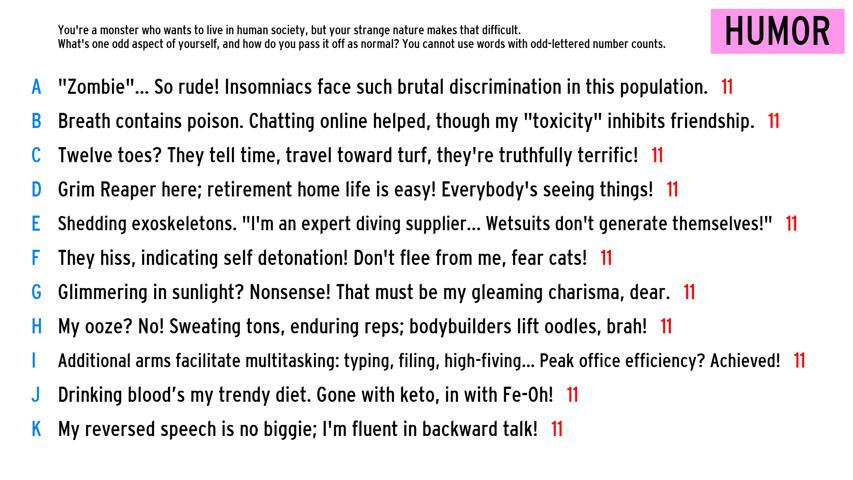 You're a monster who wants to live in human society, but your strange nature makes that difficult.
What's one odd aspect of yourself, and how do you pass it off as normal? You cannot use words with odd-lettered number counts.
HUMOR
A "Zombie"... So rude! Insomniacs face such brutal discrimination in this population. 11
B Breath contains poison. Chatting online helped, though my "toxicity" inhibits friendship. 11
C Twelve toes? They tell time, travel toward turf, they're truthfully terrific! 11
D Grim Reaper here; retirement home life is easy! Everybody's seeing things! 11
E Shedding exoskeletons. "I'm an expert diving supplier... Wetsuits don't generate themselves!" 11
F They hiss, indicating self detonation! Don't flee from me, fear cats! 11
G Glimmering in sunlight? Nonsense! That must be my gleaming charisma, dear. 11
H My ooze? No! Sweating tons, enduring reps; bodybuilders lift oodles, brah! 11
I Additional arms facilitate multitasking: typing, filing, high-fiving... Peak office efficiency? Achieved! 11
J Drinking blood’s my trendy diet. Gone with keto, in with Fe-Oh! 11
K My reversed speech is no biggie; I'm fluent in backward talk! 11